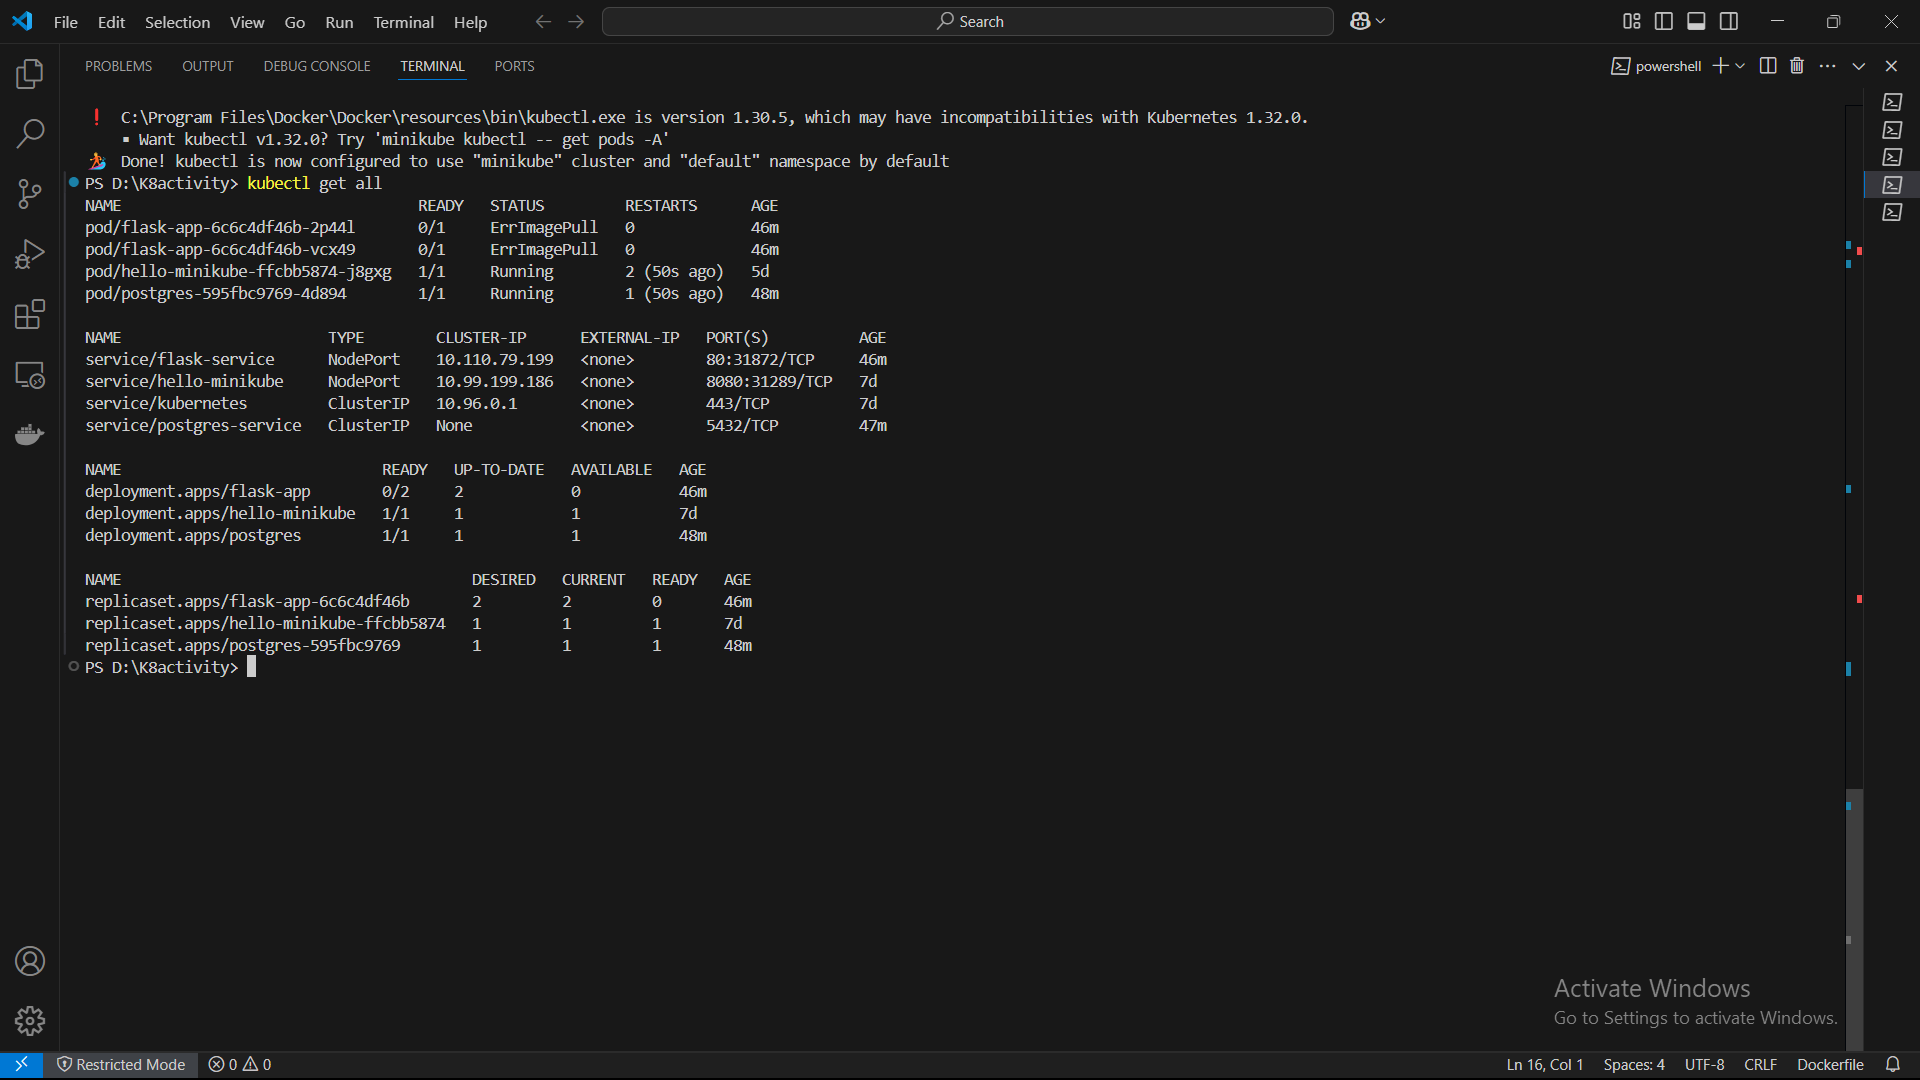 File Edit Selection View Go Run Terminal Help
Search
PROBLEMS OUTPUT DEBUG CONSOLE TERMINAL PORTS
powershell
C:\Program Files\Docker\Docker\resources\bin\kubectl.exe is version 1.30.5, which may have incompatibilities with Kubernetes 1.32.0.
▪ Want kubectl v1.32.0? Try 'minikube kubectl -- get pods -A'
Done! kubectl is now configured to use "minikube" cluster and "default" namespace by default
PS D:\K8activity> kubectl get all
NAME READY STATUS RESTARTS AGE
pod/flask-app-6c6c4df46b-2p44l 0/1 ErrImagePull 0 46m
pod/flask-app-6c6c4df46b-vcx49 0/1 ErrImagePull 0 46m
pod/hello-minikube-ffcbb5874-j8gxg 1/1 Running 2 (50s ago) 5d
pod/postgres-595fbc9769-4d894 1/1 Running 1 (50s ago) 48m
NAME TYPE CLUSTER-IP EXTERNAL-IP PORT(S) AGE
service/flask-service NodePort 10.110.79.199 <none> 80:31872/TCP 46m
service/hello-minikube NodePort 10.99.199.186 <none> 8080:31289/TCP 7d
service/kubernetes ClusterIP 10.96.0.1 <none> 443/TCP 7d
service/postgres-service ClusterIP None <none> 5432/TCP 47m
NAME READY UP-TO-DATE AVAILABLE AGE
deployment.apps/flask-app 0/2 2 0 46m
deployment.apps/hello-minikube 1/1 1 1 7d
deployment.apps/postgres 1/1 1 1 48m
NAME DESIRED CURRENT READY AGE
replicaset.apps/flask-app-6c6c4df46b 2 2 0 46m
replicaset.apps/hello-minikube-ffcbb5874 1 1 1 7d
replicaset.apps/postgres-595fbc9769 1 1 1 48m
PS D:\K8activity>
Activate Windows
Go to Settings to activate Windows.
Restricted Mode 0 0 Ln 16, Col 1 Spaces: 4 UTF-8 CRLF Dockerfile